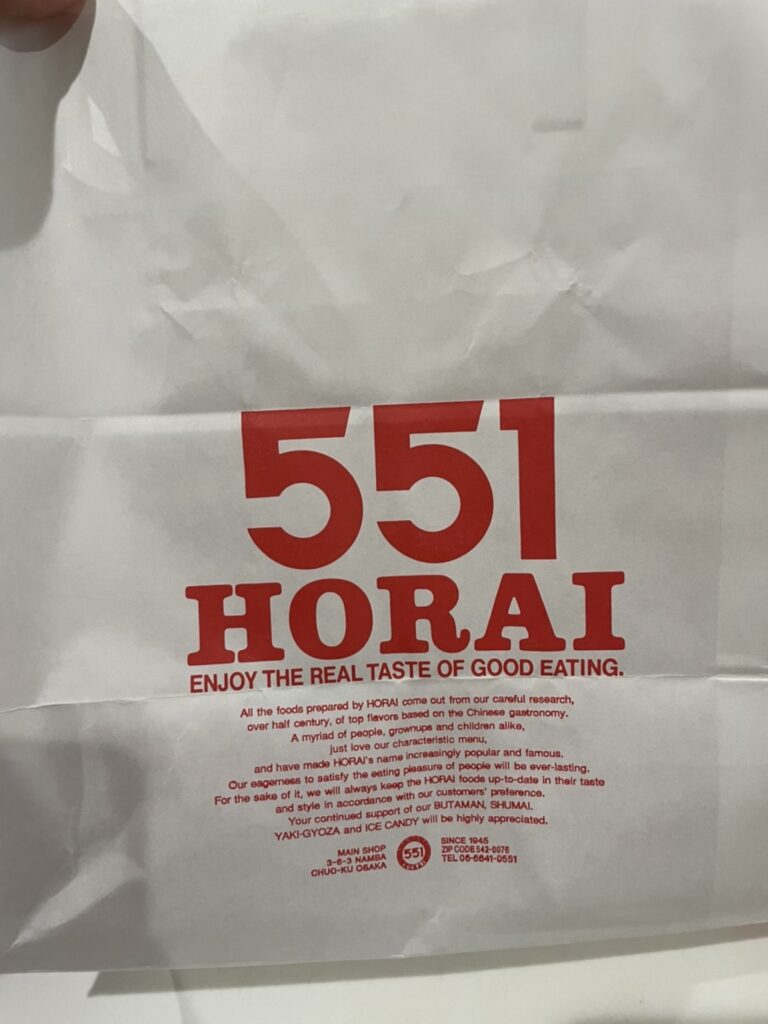 551
HORAI
ENJOY THE REAL TASTE OF GOOD EATING.
All the foods prepared by HORAI come out from our careful research,
over half century, of top flavors based on the Chinese gastronomy.
A myriad of people, grownups and children alike,
just love our characteristic menu,
and have made HORAI's name increasingly popular and famous.
Our eagerness to satisfy the eating pleasure of people will be ever-lasting.
For the sake of it, we will always keep the HORAI foods up-to-date in their taste
and style in accordance with our customers' preference.
Your continued support of our BUTAMAN, SHUMAI,
YAKI-GYOZA and ICE CANDY will be highly appreciated.
MAIN SHOP
3-6-3 NAMBA
CHUO-KU OSAKA
551
HORAI
SINCE 1945
ZIP CODE 542-0076
TEL 06-6641-0551